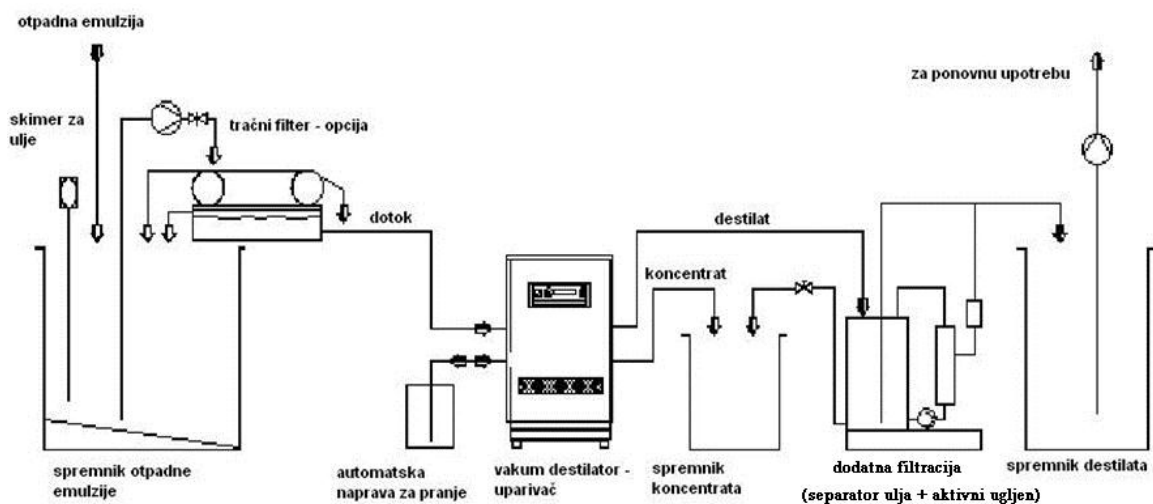 otpadna emulzija
za ponovnu upotrebu
skimer za
ulje
tračni filter - opcija
dotok
destilat
koncentrat
spremnik otpadne
emulzije
automatska
naprava za pranje
vakum destilator -
uparivač
spremnik
koncentrata
dodatna filtracija
(separator ulja + aktivni ugljen)
spremnik destilata